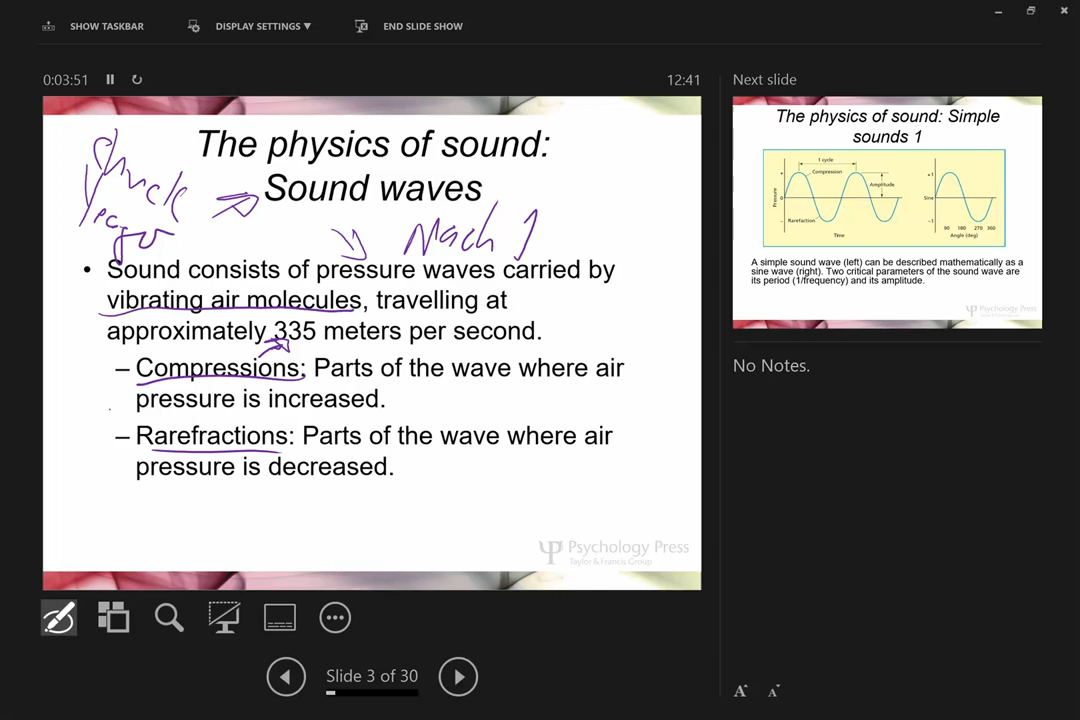 SHOW TASKBAR
DISPLAY SETTINGS ▼
END SLIDE SHOW
0:03:51
12:41
The physics of sound:
Sound waves
Chuck
Yeager
Mach 1
• Sound consists of pressure waves carried by
vibrating air molecules, travelling at
approximately 335 meters per second.
– Compressions: Parts of the wave where air
pressure is increased.
– Rarefractions: Parts of the wave where air
pressure is decreased.
Psychology Press
Taylor & Francis Group
Slide 3 of 30
Next slide
The physics of sound: Simple
sounds 1
1 cycle
Compression
Amplitude
Pressure
+
0
–
Rarefaction
Time
+1
Sine
–1
90 180 270 360
Angle (deg)
A simple sound wave (left) can be described mathematically as a
sine wave (right). Two critical parameters of the sound wave are
its period (1/frequency) and its amplitude.
Psychology Press
No Notes.
A A